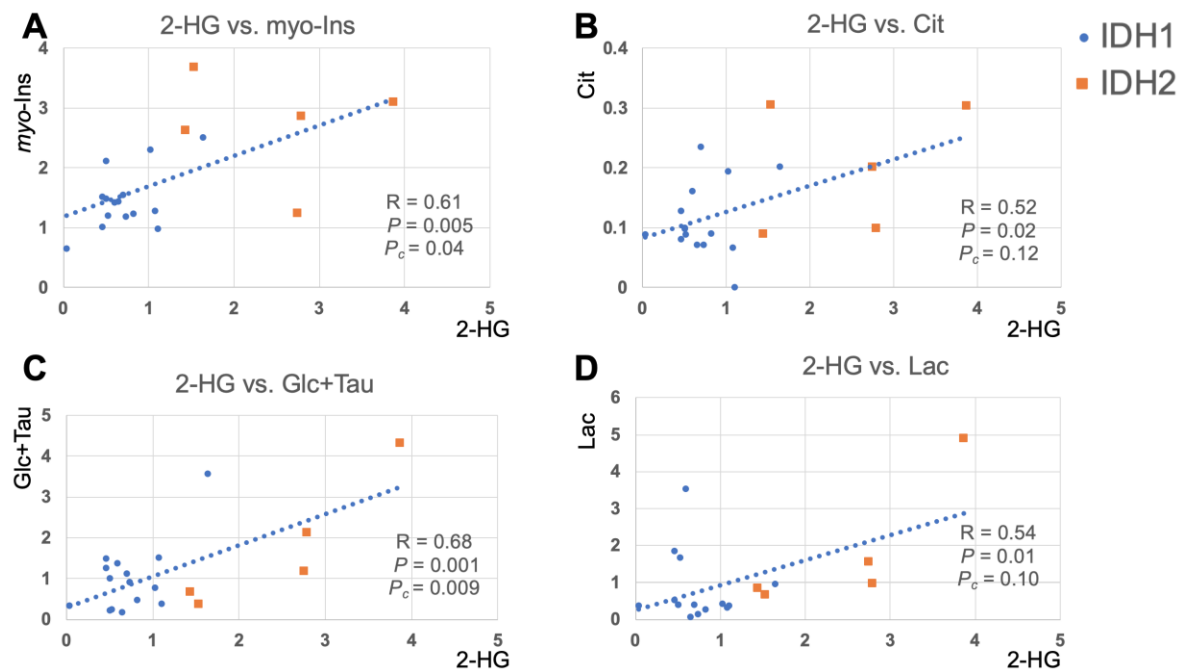 A
2-HG vs. myo-Ins
myo-Ins
4
3
2
1
0
0 1 2 3 4 5
2-HG
R = 0.61
P = 0.005
Pc = 0.04
B
2-HG vs. Cit
Cit
0.4
0.3
0.2
0.1
0
0 1 2 3 4 5
2-HG
R = 0.52
P = 0.02
Pc = 0.12
IDH1
IDH2
C
2-HG vs. Glc+Tau
Glc+Tau
5
4
3
2
1
0
0 1 2 3 4 5
2-HG
R = 0.68
P = 0.001
Pc = 0.009
D
2-HG vs. Lac
Lac
6
5
4
3
2
1
0
0 1 2 3 4 5
2-HG
R = 0.54
P = 0.01
Pc = 0.10